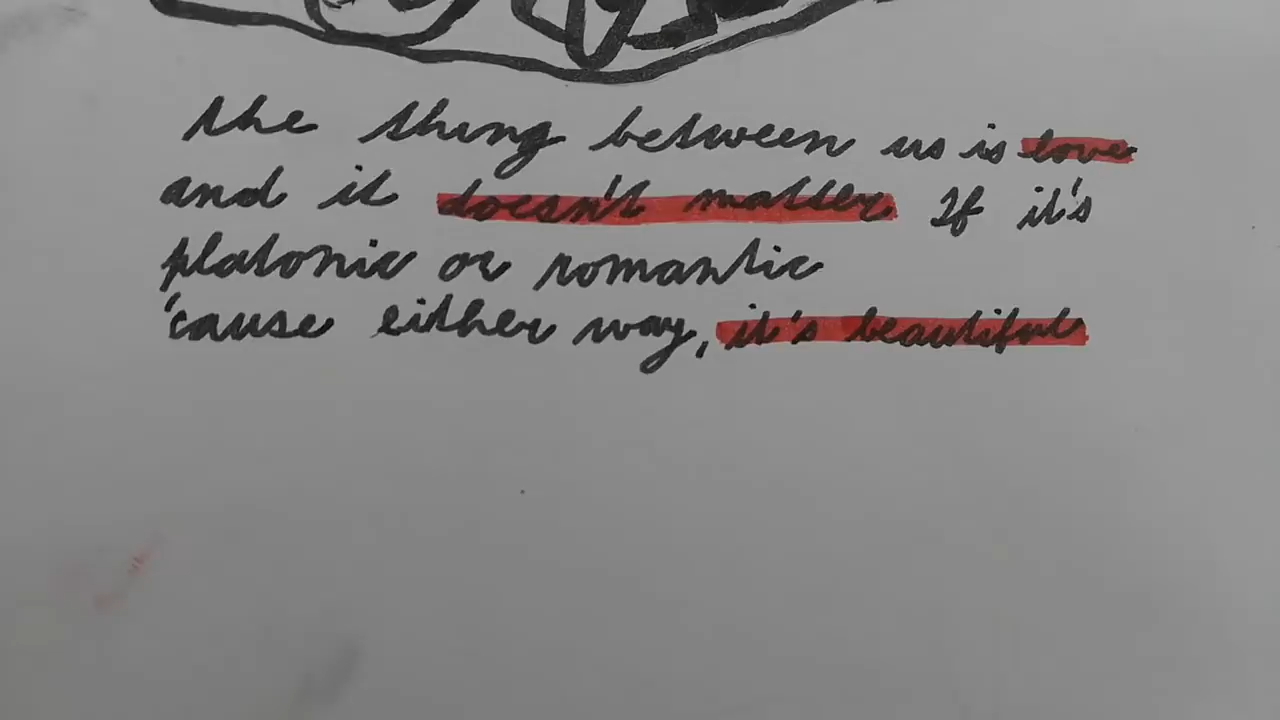 the thing between us is love
and it doesn't matter If it's
platonic or romantic
'cause either way, it's beautiful